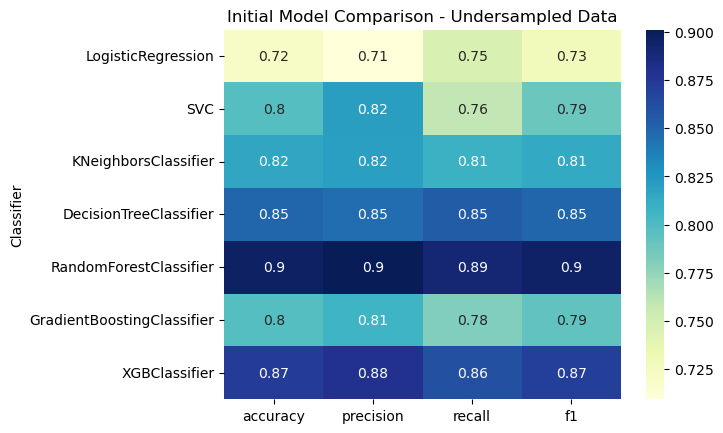 Initial Model Comparison - Undersampled Data
Classifier
LogisticRegression 0.72 0.71 0.75 0.73
SVC 0.8 0.82 0.76 0.79
KNeighborsClassifier 0.82 0.82 0.81 0.81
DecisionTreeClassifier 0.85 0.85 0.85 0.85
RandomForestClassifier 0.9 0.9 0.89 0.9
GradientBoostingClassifier 0.8 0.81 0.78 0.79
XGBClassifier 0.87 0.88 0.86 0.87
accuracy precision recall f1
0.900
0.875
0.850
0.825
0.800
0.775
0.750
0.725